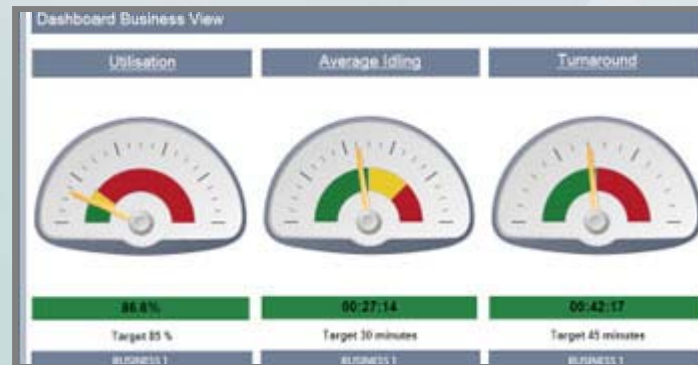 Dashboard Business View
Utilisation
Average Idling
Turnaround
86.6%
00:27:14
00:42:17
Target 85 %
Target 30 minutes
Target 45 minutes
BUSINESS 1
BUSINESS 1
BUSINESS 1